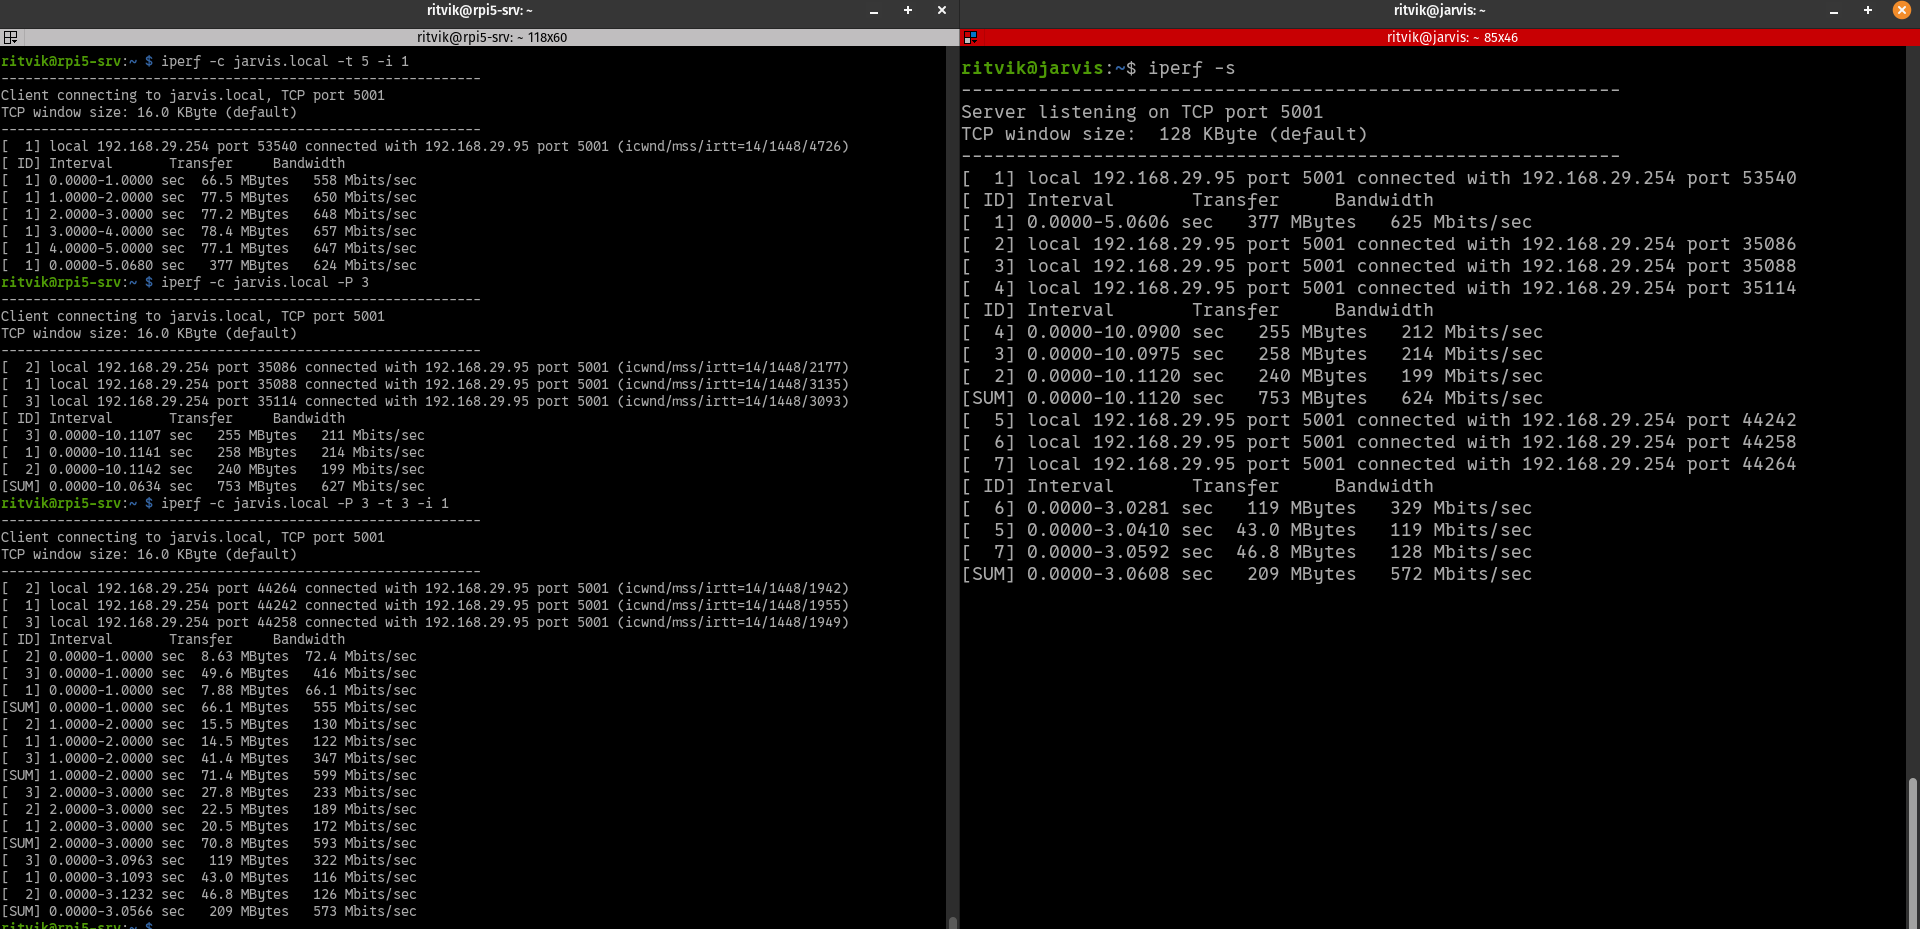 ritvik@rpi5-srv: ~
ritvik@rpi5-srv: ~ 118x60
ritvik@rpi5-srv:~ $ iperf -c jarvis.local -t 5 -i 1
------------------------------------------------------------
Client connecting to jarvis.local, TCP port 5001
TCP window size: 16.0 KByte (default)
------------------------------------------------------------
[  1] local 192.168.29.254 port 53540 connected with 192.168.29.95 port 5001 (icwnd/mss/irtt=14/1448/4726)
[ ID] Interval       Transfer     Bandwidth
[  1] 0.0000-1.0000 sec  66.5 MBytes   558 Mbits/sec
[  1] 1.0000-2.0000 sec  77.5 MBytes   650 Mbits/sec
[  1] 2.0000-3.0000 sec  77.2 MBytes   648 Mbits/sec
[  1] 3.0000-4.0000 sec  78.4 MBytes   657 Mbits/sec
[  1] 4.0000-5.0000 sec  77.1 MBytes   647 Mbits/sec
[  1] 0.0000-5.0680 sec   377 MBytes   624 Mbits/sec
ritvik@rpi5-srv:~ $ iperf -c jarvis.local -P 3
------------------------------------------------------------
Client connecting to jarvis.local, TCP port 5001
TCP window size: 16.0 KByte (default)
------------------------------------------------------------
[  2] local 192.168.29.254 port 35086 connected with 192.168.29.95 port 5001 (icwnd/mss/irtt=14/1448/2177)
[  1] local 192.168.29.254 port 35088 connected with 192.168.29.95 port 5001 (icwnd/mss/irtt=14/1448/3135)
[  3] local 192.168.29.254 port 35114 connected with 192.168.29.95 port 5001 (icwnd/mss/irtt=14/1448/3093)
[ ID] Interval       Transfer     Bandwidth
[  3] 0.0000-10.1107 sec   255 MBytes   211 Mbits/sec
[  1] 0.0000-10.1141 sec   258 MBytes   214 Mbits/sec
[  2] 0.0000-10.1142 sec   240 MBytes   199 Mbits/sec
[SUM] 0.0000-10.0634 sec   753 MBytes   627 Mbits/sec
ritvik@rpi5-srv:~ $ iperf -c jarvis.local -P 3 -t 3 -i 1
------------------------------------------------------------
Client connecting to jarvis.local, TCP port 5001
TCP window size: 16.0 KByte (default)
------------------------------------------------------------
[  2] local 192.168.29.254 port 44264 connected with 192.168.29.95 port 5001 (icwnd/mss/irtt=14/1448/1942)
[  1] local 192.168.29.254 port 44242 connected with 192.168.29.95 port 5001 (icwnd/mss/irtt=14/1448/1955)
[  3] local 192.168.29.254 port 44258 connected with 192.168.29.95 port 5001 (icwnd/mss/irtt=14/1448/1949)
[ ID] Interval       Transfer     Bandwidth
[  2] 0.0000-1.0000 sec  8.63 MBytes  72.4 Mbits/sec
[  3] 0.0000-1.0000 sec  49.6 MBytes   416 Mbits/sec
[  1] 0.0000-1.0000 sec  7.88 MBytes  66.1 Mbits/sec
[SUM] 0.0000-1.0000 sec  66.1 MBytes   555 Mbits/sec
[  2] 1.0000-2.0000 sec  15.5 MBytes   130 Mbits/sec
[  1] 1.0000-2.0000 sec  14.5 MBytes   122 Mbits/sec
[  3] 1.0000-2.0000 sec  41.4 MBytes   347 Mbits/sec
[SUM] 1.0000-2.0000 sec  71.4 MBytes   599 Mbits/sec
[  3] 2.0000-3.0000 sec  27.8 MBytes   233 Mbits/sec
[  2] 2.0000-3.0000 sec  22.5 MBytes   189 Mbits/sec
[  1] 2.0000-3.0000 sec  20.5 MBytes   172 Mbits/sec
[SUM] 2.0000-3.0000 sec  70.8 MBytes   593 Mbits/sec
[  3] 0.0000-3.0963 sec   119 MBytes   322 Mbits/sec
[  1] 0.0000-3.1093 sec  43.0 MBytes   116 Mbits/sec
[  2] 0.0000-3.1232 sec  46.8 MBytes   126 Mbits/sec
[SUM] 0.0000-3.0566 sec   209 MBytes   573 Mbits/sec
ritvik@rpi5-srv:~ $
ritvik@jarvis: ~
ritvik@jarvis: ~ 85x46
ritvik@jarvis:~$ iperf -s
------------------------------------------------------------
Server listening on TCP port 5001
TCP window size:  128 KByte (default)
------------------------------------------------------------
[  1] local 192.168.29.95 port 5001 connected with 192.168.29.254 port 53540
[ ID] Interval       Transfer     Bandwidth
[  1] 0.0000-5.0606 sec   377 MBytes   625 Mbits/sec
[  2] local 192.168.29.95 port 5001 connected with 192.168.29.254 port 35086
[  3] local 192.168.29.95 port 5001 connected with 192.168.29.254 port 35088
[  4] local 192.168.29.95 port 5001 connected with 192.168.29.254 port 35114
[ ID] Interval       Transfer     Bandwidth
[  4] 0.0000-10.0900 sec   255 MBytes   212 Mbits/sec
[  3] 0.0000-10.0975 sec   258 MBytes   214 Mbits/sec
[  2] 0.0000-10.1120 sec   240 MBytes   199 Mbits/sec
[SUM] 0.0000-10.1120 sec   753 MBytes   624 Mbits/sec
[  5] local 192.168.29.95 port 5001 connected with 192.168.29.254 port 44242
[  6] local 192.168.29.95 port 5001 connected with 192.168.29.254 port 44258
[  7] local 192.168.29.95 port 5001 connected with 192.168.29.254 port 44264
[ ID] Interval       Transfer     Bandwidth
[  6] 0.0000-3.0281 sec   119 MBytes   329 Mbits/sec
[  5] 0.0000-3.0410 sec  43.0 MBytes   119 Mbits/sec
[  7] 0.0000-3.0592 sec  46.8 MBytes   128 Mbits/sec
[SUM] 0.0000-3.0608 sec   209 MBytes   572 Mbits/sec